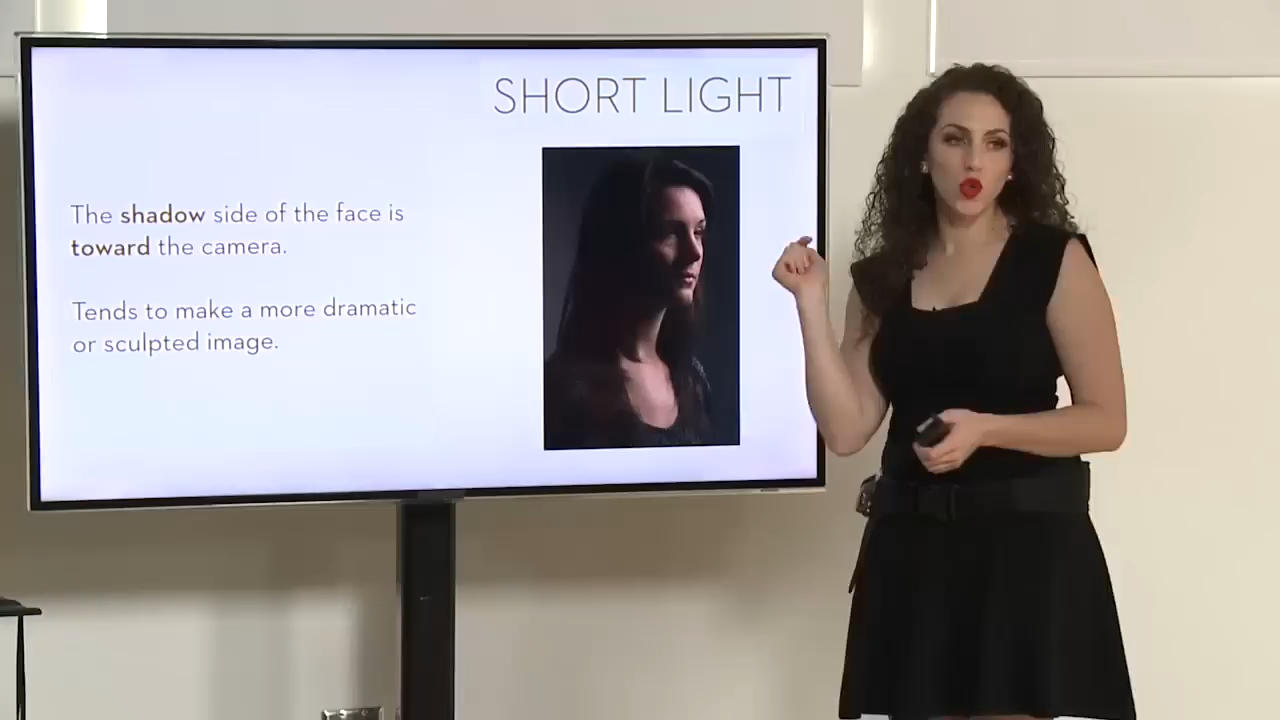 SHORT LIGHT
The shadow side of the face is
toward the camera.
Tends to make a more dramatic
or sculpted image.